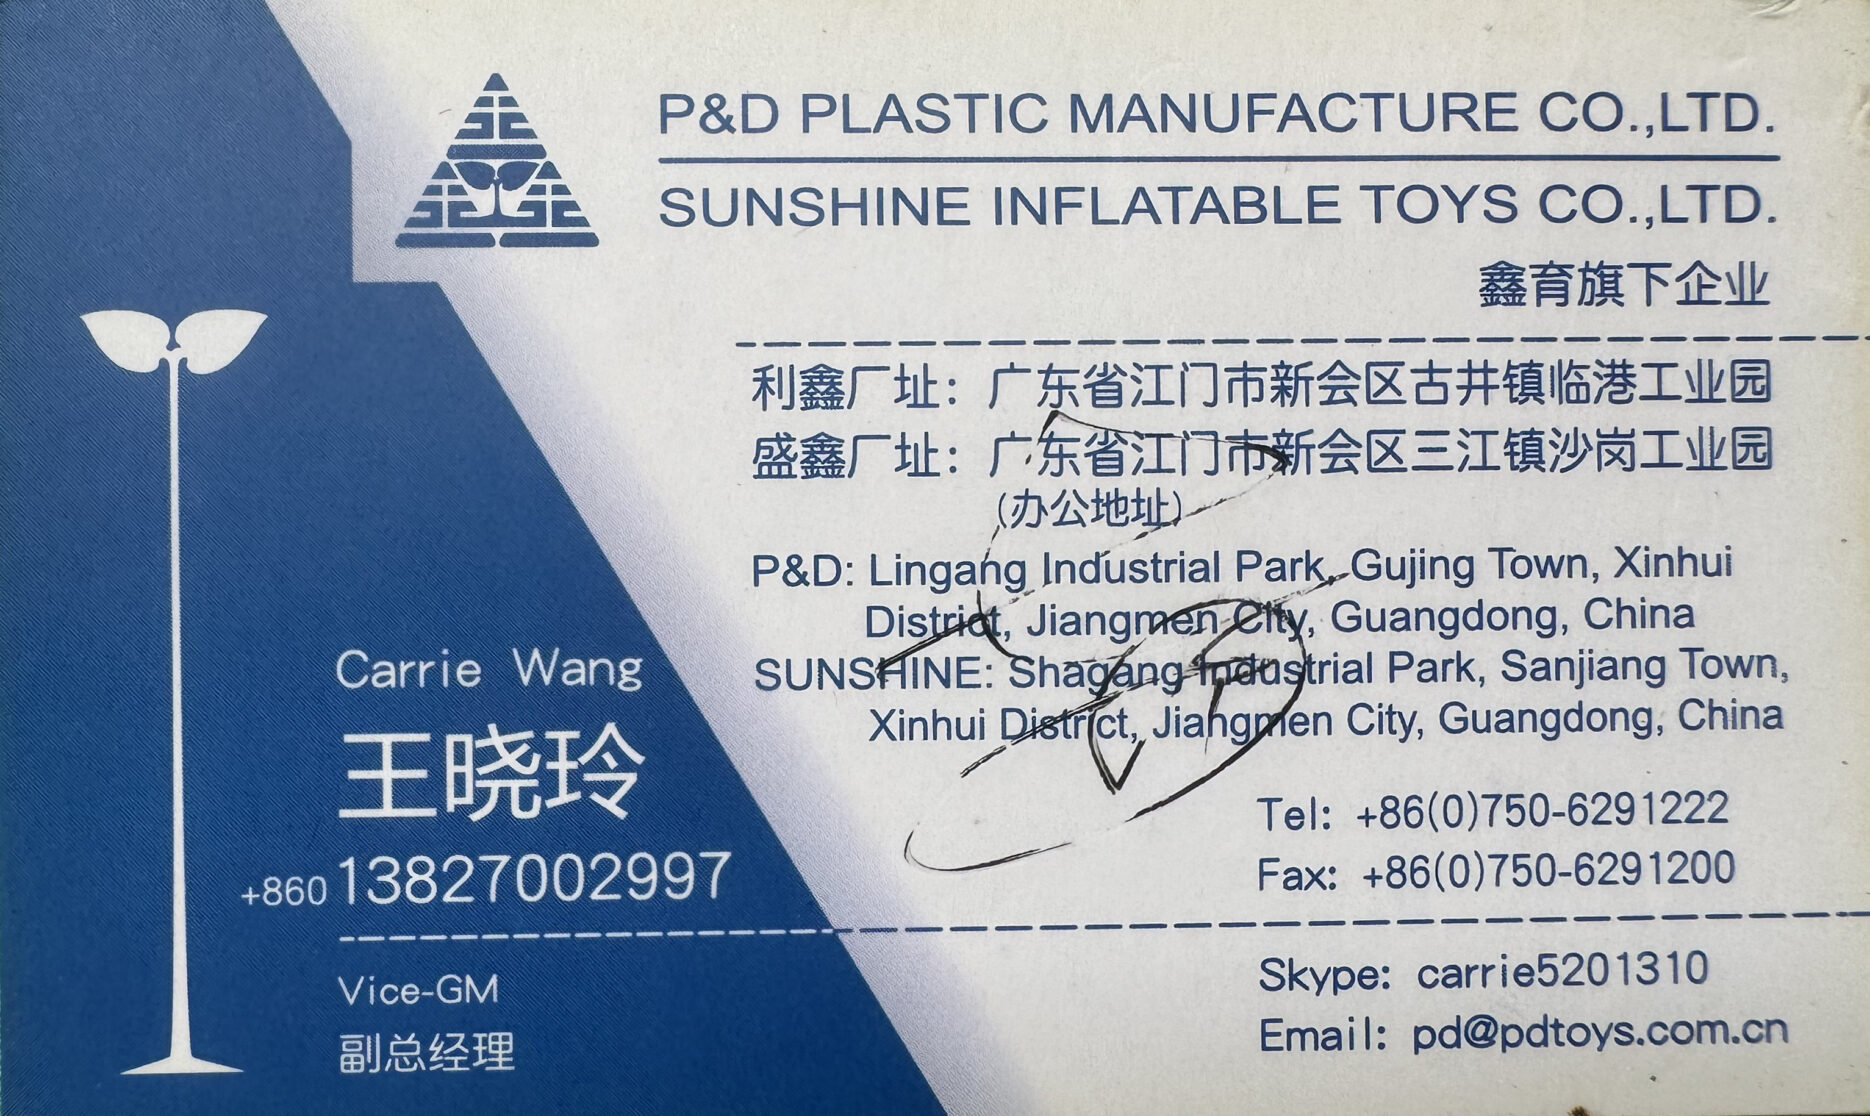 P&D PLASTIC MANUFACTURE CO.,LTD.
SUNSHINE INFLATABLE TOYS CO.,LTD.
鑫育旗下企业
利鑫厂址：广东省江门市新会区古井镇临港工业园
盛鑫厂址：广东省江门市新会区三江镇沙岗工业园
(办公地址)
P&D: Lingang Industrial Park, Gujing Town, Xinhui
District, Jiangmen City, Guangdong, China
SUNSHINE: Shagang Industrial Park, Sanjiang Town,
Xinhui District, Jiangmen City, Guangdong, China
Tel: +86(0)750-6291222
Fax: +86(0)750-6291200
Skype: carrie5201310
Email: pd@pdtoys.com.cn
Carrie Wang
王晓玲
+86013827002997
Vice-GM
副总经理